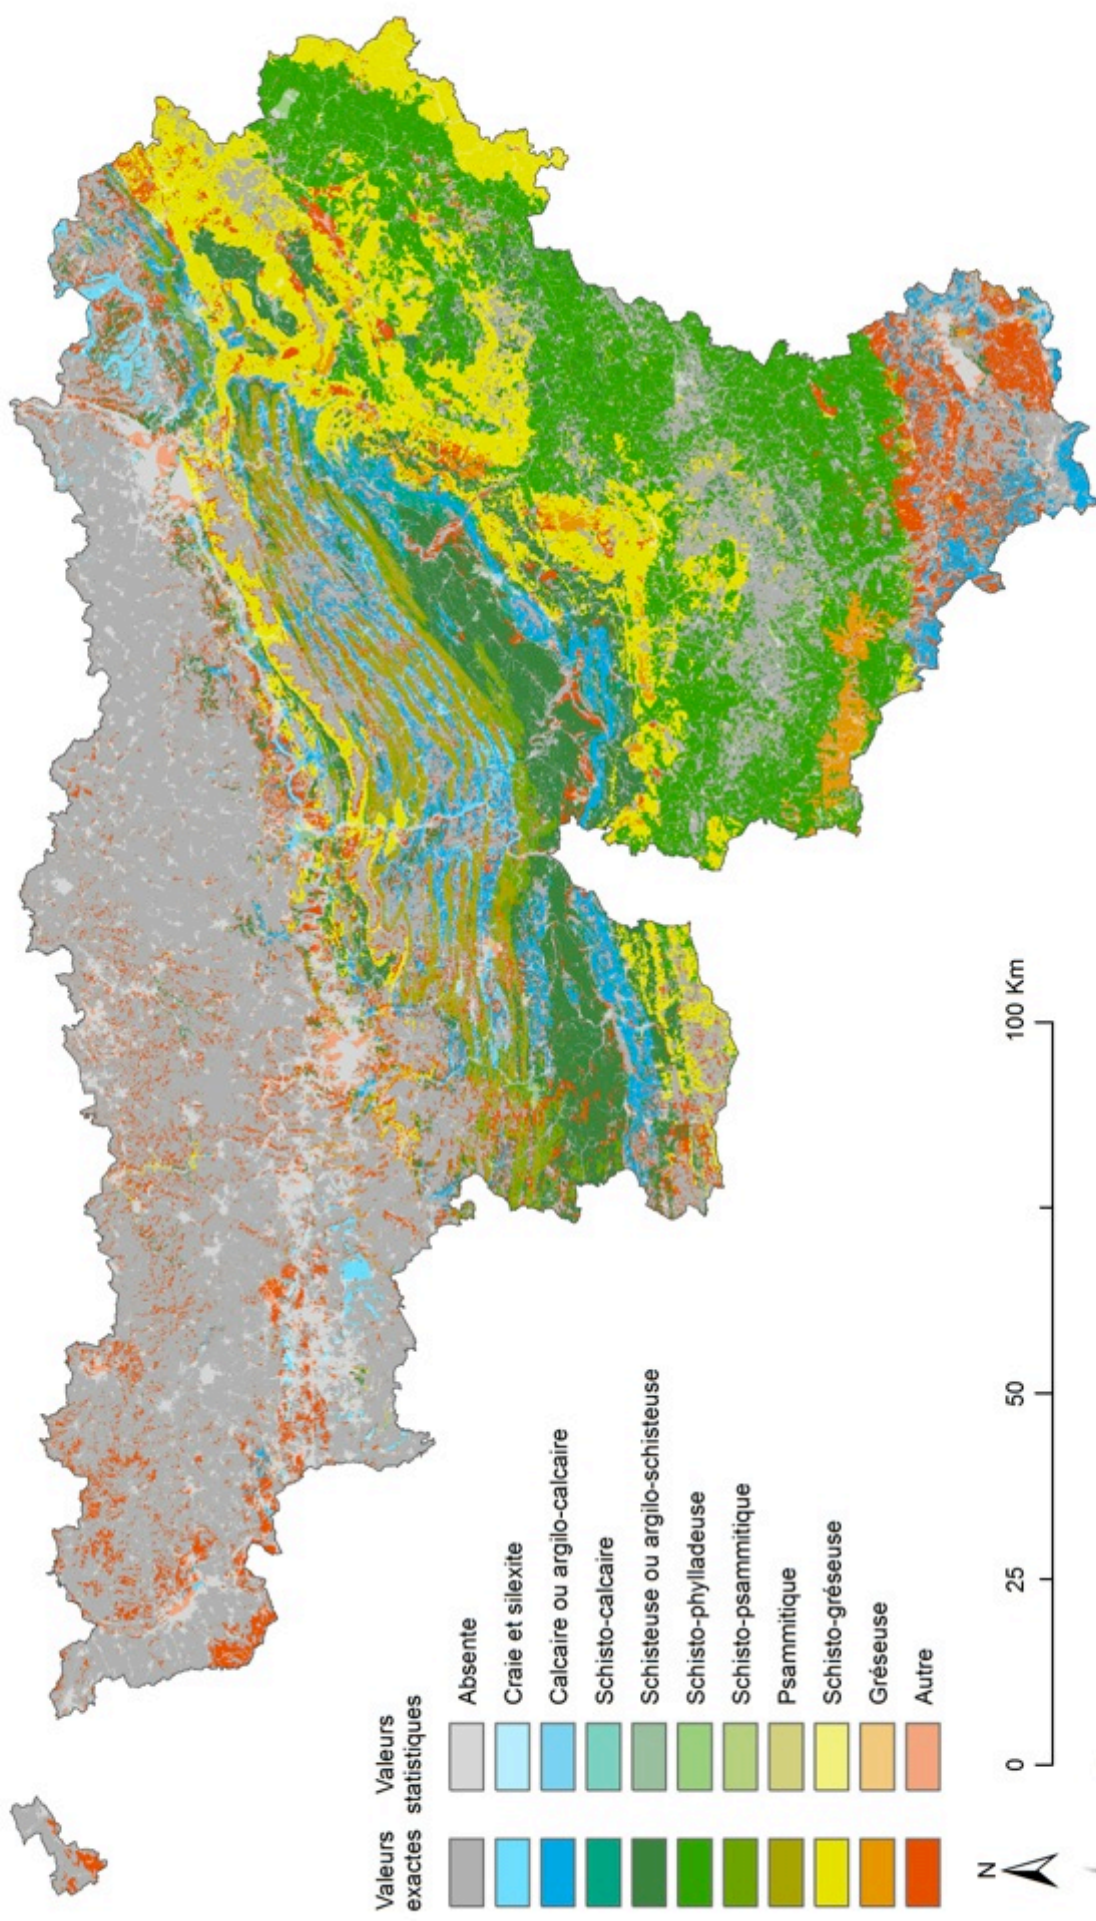 Valeurs
exactes
Valeurs
statistiques
Absente
Craie et silexite
Calcaire ou argilo-calcaire
Schisto-calcaire
Schisteuse ou argilo-schisteuse
Schisto-phylladeuse
Schisto-psammitique
Psammitique
Schisto-gréseuse
Gréseuse
Autre
N
0 25 50 100 Km